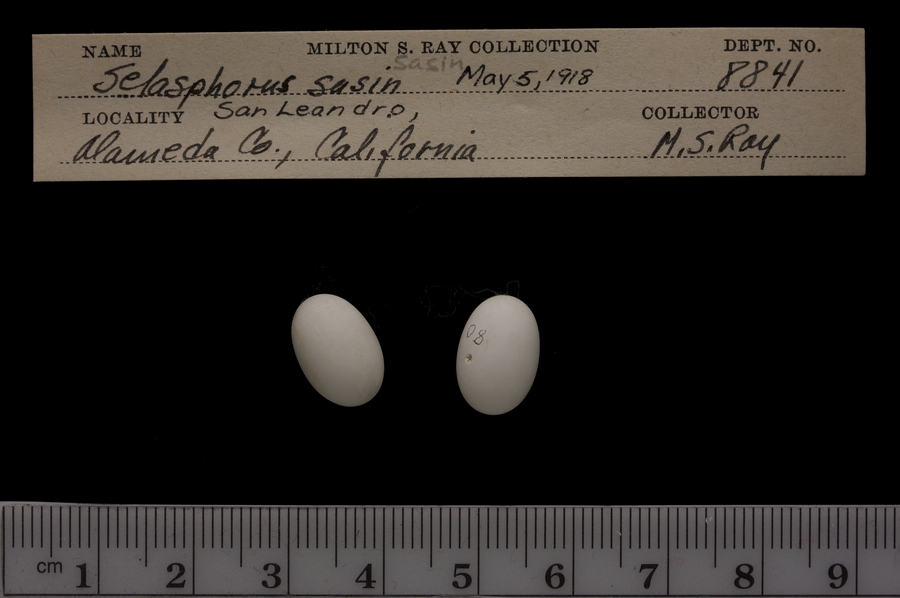 NAME MILTON S. RAY COLLECTION DEPT. NO.
sasin
Selasphorus sasin May 5, 1918 8841
LOCALITY San Leandro, COLLECTOR
Alameda Co., California M.S. Ray
08
cm 1 2 3 4 5 6 7 8 9